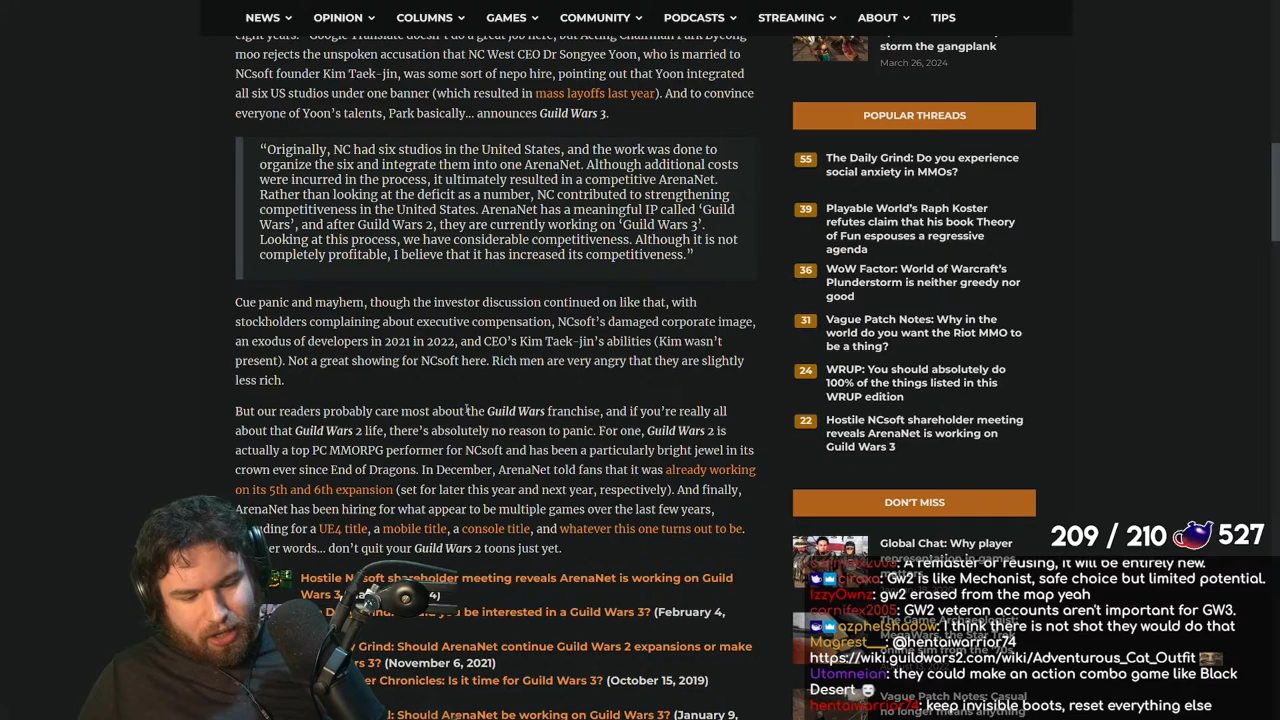 NEWS OPINION COLUMNS GAMES COMMUNITY PODCASTS STREAMING ABOUT TIPS
moo rejects the unspoken accusation that NC West CEO Dr Songyee Yoon, who is married to
NCsoft founder Kim Taek-jin, was some sort of nepo hire, pointing out that Yoon integrated
all six US studios under one banner (which resulted in mass layoffs last year). And to convince
everyone of Yoon's talents, Park basically… announces Guild Wars 3.
“Originally, NC had six studios in the United States, and the work was done to
organize the six and integrate them into one ArenaNet. Although additional costs
were incurred in the process, it ultimately resulted in a competitive ArenaNet.
Rather than looking at the deficit as a number, NC contributed to strengthening
competitiveness in the United States. ArenaNet has a meaningful IP called ‘Guild
Wars’, and after Guild Wars 2, they are currently working on ‘Guild Wars 3’.
Looking at this process, we have considerable competitiveness. Although it is not
completely profitable, I believe that it has increased its competitiveness.”
Cue panic and mayhem, though the investor discussion continued on like that, with
stockholders complaining about executive compensation, NCsoft's damaged corporate image,
an exodus of developers in 2021 in 2022, and CEO's Kim Taek-jin's abilities (Kim wasn't
present). Not a great showing for NCsoft here. Rich men are very angry that they are slightly
less rich.
But our readers probably care most about the Guild Wars franchise, and if you're really all
about that Guild Wars 2 life, there's absolutely no reason to panic. For one, Guild Wars 2 is
actually a top PC MMORPG performer for NCsoft and has been a particularly bright jewel in its
crown ever since End of Dragons. In December, ArenaNet told fans that it was already working
on its 5th and 6th expansion (set for later this year and next year, respectively). And finally,
ArenaNet has been hiring for what appear to be multiple games over the last few years,
for a UE4 title, a mobile title, a console title, and whatever this one turns out to be.
words… don't quit your Guild Wars 2 toons just yet.
Hostile NCsoft shareholder meeting reveals ArenaNet is working on Guild
Wars 3
be interested in a Guild Wars 3? (February 4,
Grind: Should ArenaNet continue Guild Wars 2 expansions or make
3? (November 6, 2021)
Chronicles: Is it time for Guild Wars 3? (October 15, 2019)
Should ArenaNet be working on Guild Wars 3? (January 9,
storm the gangplank
March 26, 2024
POPULAR THREADS
55 The Daily Grind: Do you experience
social anxiety in MMOs?
39 Playable World's Raph Koster
refutes claim that his book Theory
of Fun espouses a regressive
agenda
36 WoW Factor: World of Warcraft's
Plunderstorm is neither greedy nor
good
31 Vague Patch Notes: Why in the
world do you want the Riot MMO to
be a thing?
24 WRUP: You should absolutely do
100% of the things listed in this
WRUP edition
22 Hostile NCsoft shareholder meeting
reveals ArenaNet is working on
Guild Wars 3
DON'T MISS
Global Chat: Why player
representation in games
209 / 210 527
A remaster or reusing, it will be entirely new.
ciraxa: GW2 is like Mechanist, safe choice but limited potential.
IzzyOwnz: gw2 erased from the map yeah
carnifex2005: GW2 veteran accounts aren't important for GW3.
azphelshadow: I think there is not shot they would do that
Magrest__: @hentaiwarrior74
https://wiki.guildwars2.com/wiki/Adventurous_Cat_Outfit
Utomneian: they could make an action combo game like Black
Desert
hentaiwarrior74: keep invisible boots, reset everything else
Vague Patch Notes: Casual